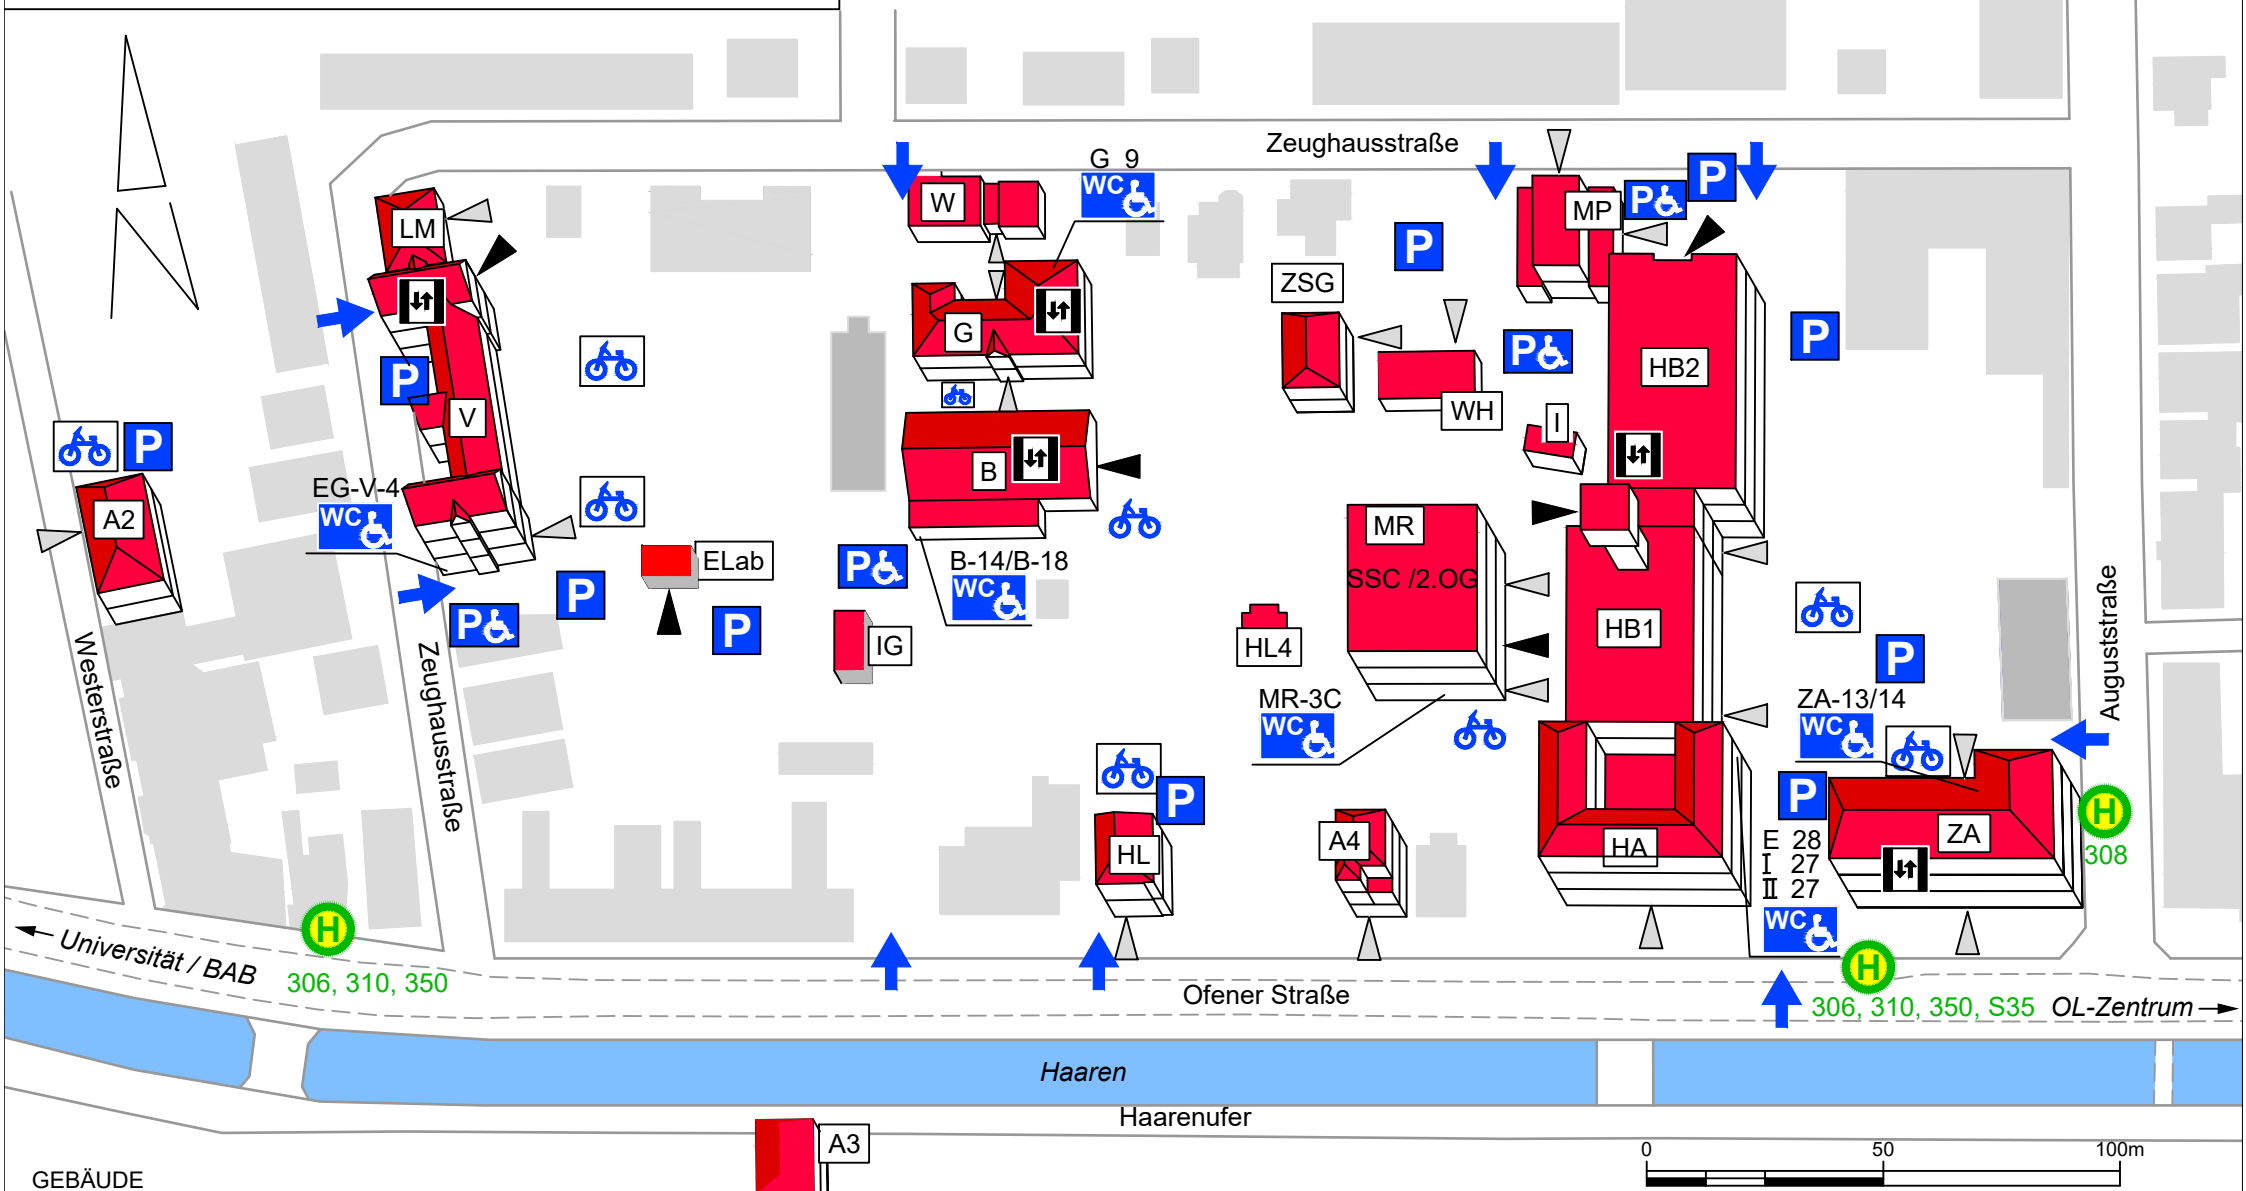 Zeughausstraße
G 9
WC
W
P
P
MP
LM
P
ZSG
G
HB2
P
P
P
WH
V
I
P
B
EG-V-4
WC
A2
MR
SSC /2.OG
ELab
P
B-14/B-18
WC
P
P
P
HB1
IG
HL4
P
Auguststraße
Westerstraße
Zeughausstraße
MR-3C
WC
ZA-13/14
WC
P
P
HL
A4
HA
ZA
H
308
E 28
I 27
II 27
WC
H
306, 310, 350
Universität / BAB
H
306, 310, 350, S35
OL-Zentrum
Ofener Straße
Haaren
Haarenufer
A3
0 50 100m
GEBÄUDE